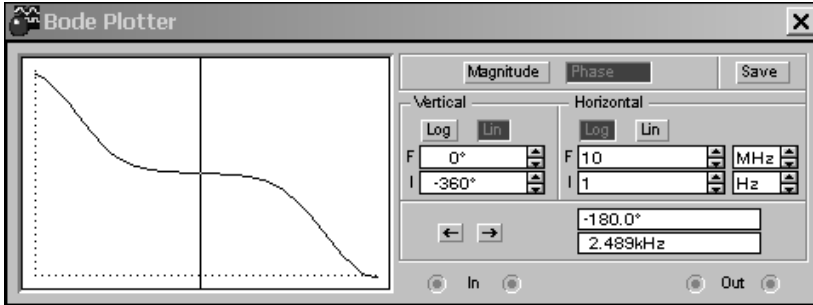 Bode Plotter
Magnitude Phase Save
Vertical Horizontal
Log Lin Log Lin
F 0° F 10 MHz
I -360° I 1 Hz
-180.0°
2.489kHz
In Out